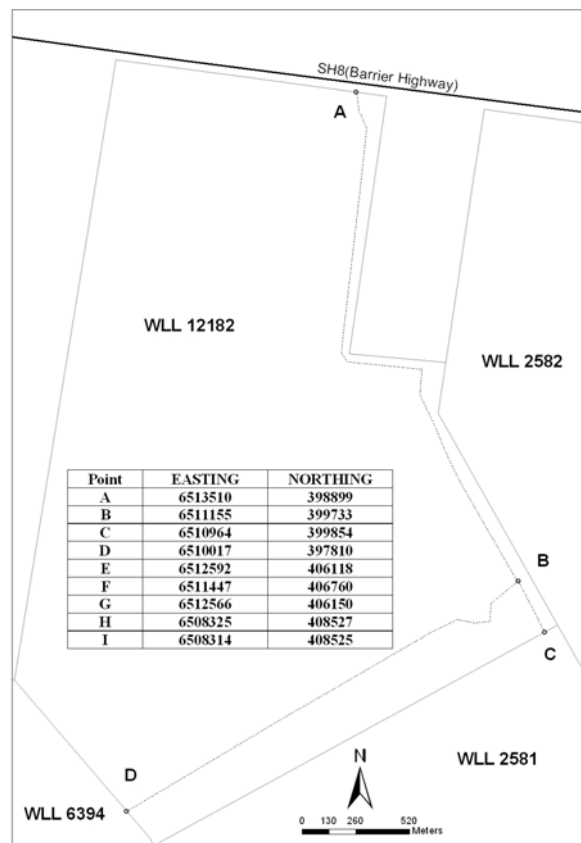 SH8(Barrier Highway)
A
WLL 12182
WLL 2582
Point EASTING NORTHING
A 6513510 398899
B 6511155 399733
C 6510964 399854
D 6510017 397810
E 6512592 406118
F 6511447 406760
G 6512566 406150
H 6508325 408527
I 6508314 408525
B
C
D
N
WLL 2581
WLL 6394
0 130 260 520
Meters